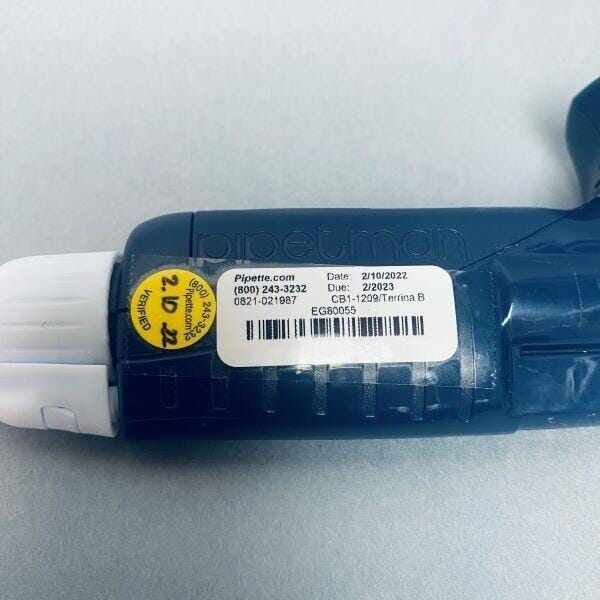 pipetman
(800) 243-3232
Pipette.com
2.10.22
VERIFIED
Pipette.com Date: 2/10/2022
(800) 243-3232 Due: 2/2023
0821-021987 CB1-1209/Terrina B
EG80055